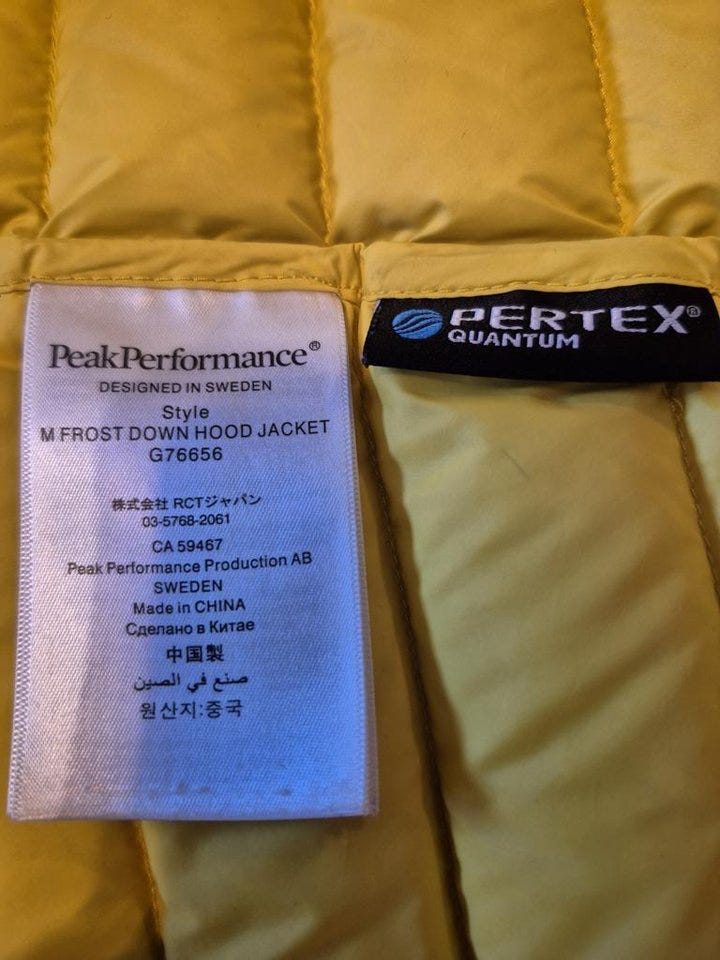 PeakPerformance®
DESIGNED IN SWEDEN
Style
M FROST DOWN HOOD JACKET
G76656
株式会社 RCTジャパン
03-5768-2061
CA 59467
Peak Performance Production AB
SWEDEN
Made in CHINA
Сделано в Китае
中国製
صنع في الصين
원산지:중국
PERTEX®
QUANTUM